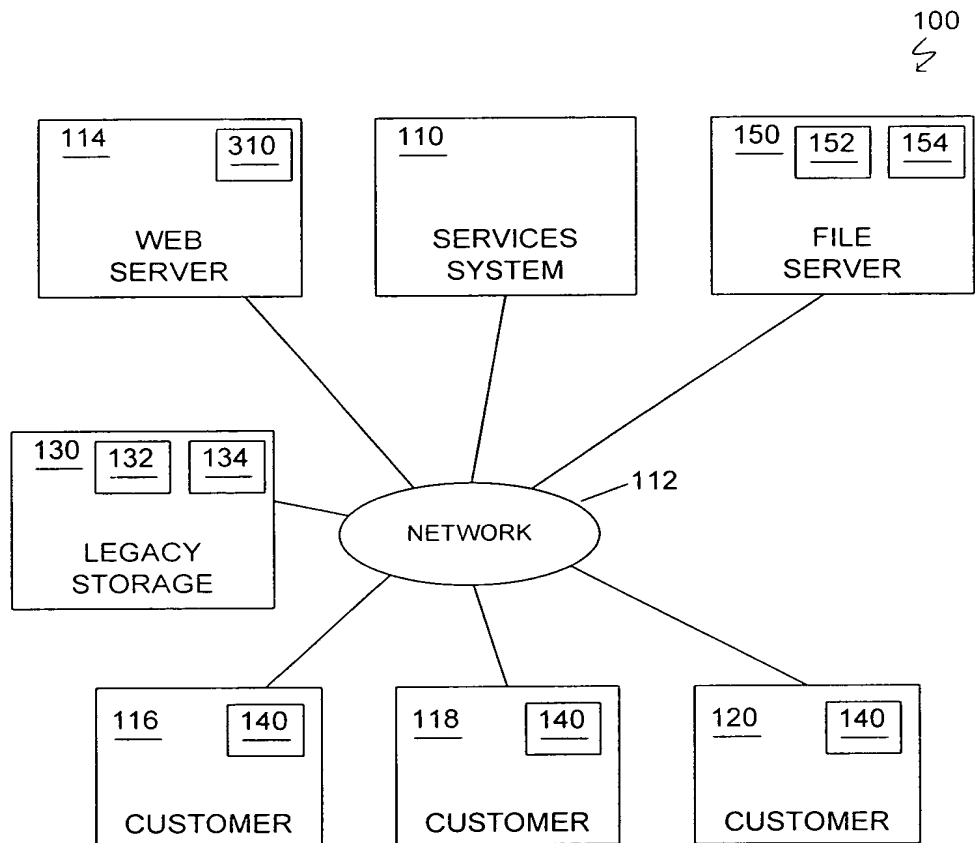 100
114 310
WEB
SERVER
110
SERVICES
SYSTEM
150 152 154
FILE
SERVER
130 132 134
LEGACY
STORAGE
NETWORK
112
116 140
CUSTOMER
118 140
CUSTOMER
120 140
CUSTOMER